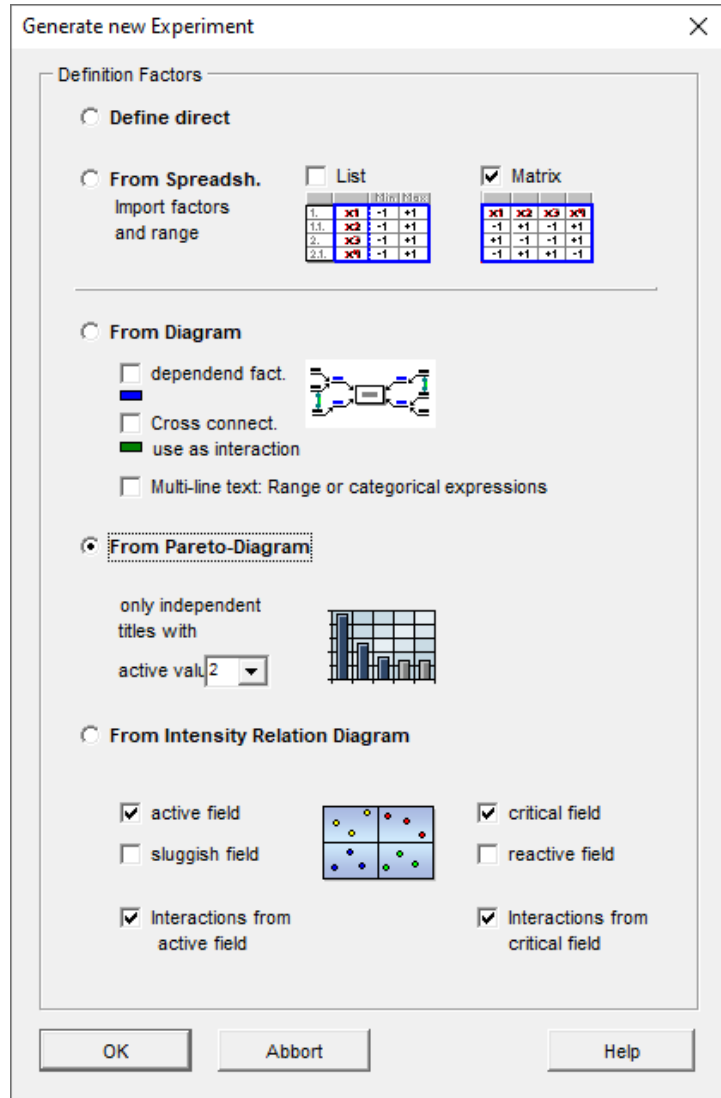 Generate new Experiment
Definition Factors
Define direct
From Spreadsh.
List
Matrix
Import factors
and range
Min Max
1. x1 -1 +1
1.1. x2 -1 +1
2. x3 -1 +1
2.1. x4 -1 +1
x1 x2 x3 x4
-1 +1 -1 +1
+1 -1 +1 -1
-1 +1 +1 -1
From Diagram
dependend fact.
Cross connect.
use as interaction
Multi-line text: Range or categorical expressions
From Pareto-Diagram
only independent
titles with
active valu 2
From Intensity Relation Diagram
active field
critical field
sluggish field
reactive field
Interactions from
active field
Interactions from
critical field
OK
Abbort
Help